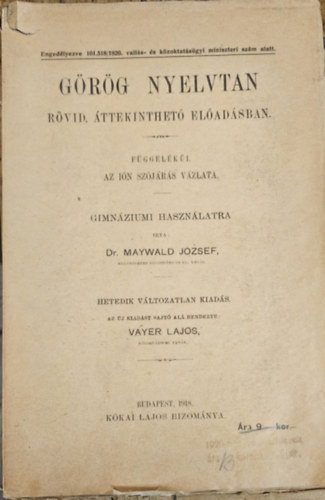 Engedélyezve 101.518/1926. vallás- és közoktatásügyi miniszteri szám alatt.
GÖRÖG NYELVTAN
RÖVID, ÁTTEKINTHETŐ ELŐADÁSBAN.
FÜGGELÉKÜL
AZ IÓN SZÓJÁRÁS VÁZLATA.
GIMNÁZIUMI HASZNÁLATRA
IRTA:
Dr. MAYWALD JÓZSEF,
HETEDIK VÁLTOZATLAN KIADÁS.
AZ ÚJ KIADÁST SAJTÓ ALÁ RENDEZTE:
VAYER LAJOS,
BUDAPEST, 1918.
KÓKAI LAJOS BIZOMÁNYA.
Ára 9 kor.